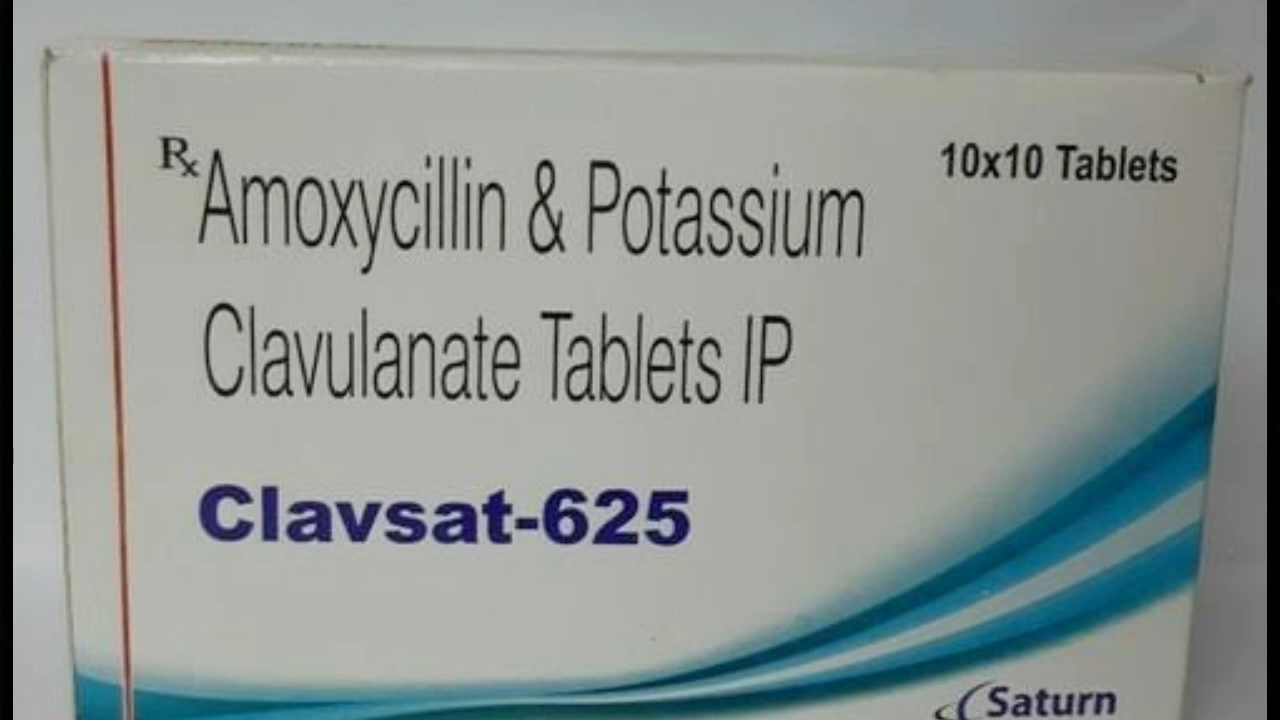 Rx Amoxycillin & Potassium
Clavulanate Tablets IP
10x10 Tablets
Clavsat-625
Saturn